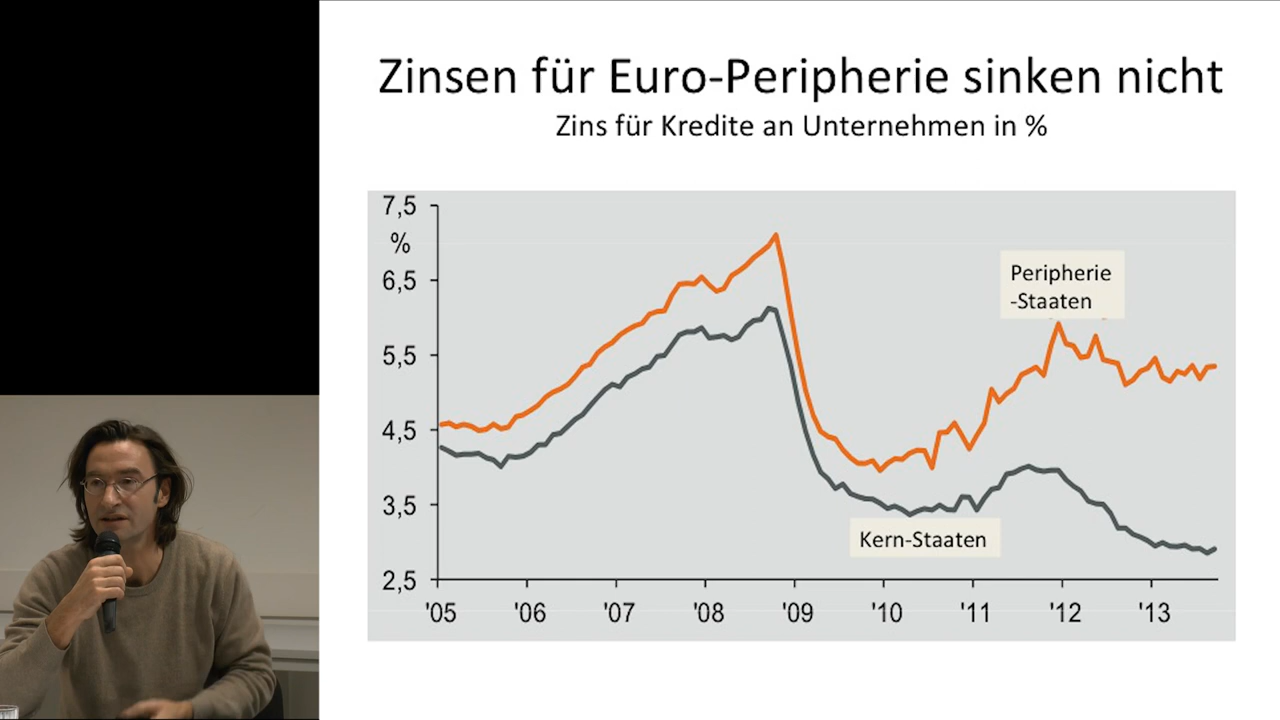 Zinsen für Euro-Peripherie sinken nicht
Zins für Kredite an Unternehmen in %
7,5
%
6,5
5,5
4,5
3,5
2,5
Peripherie
-Staaten
Kern-Staaten
'05 '06 '07 '08 '09 '10 '11 '12 '13